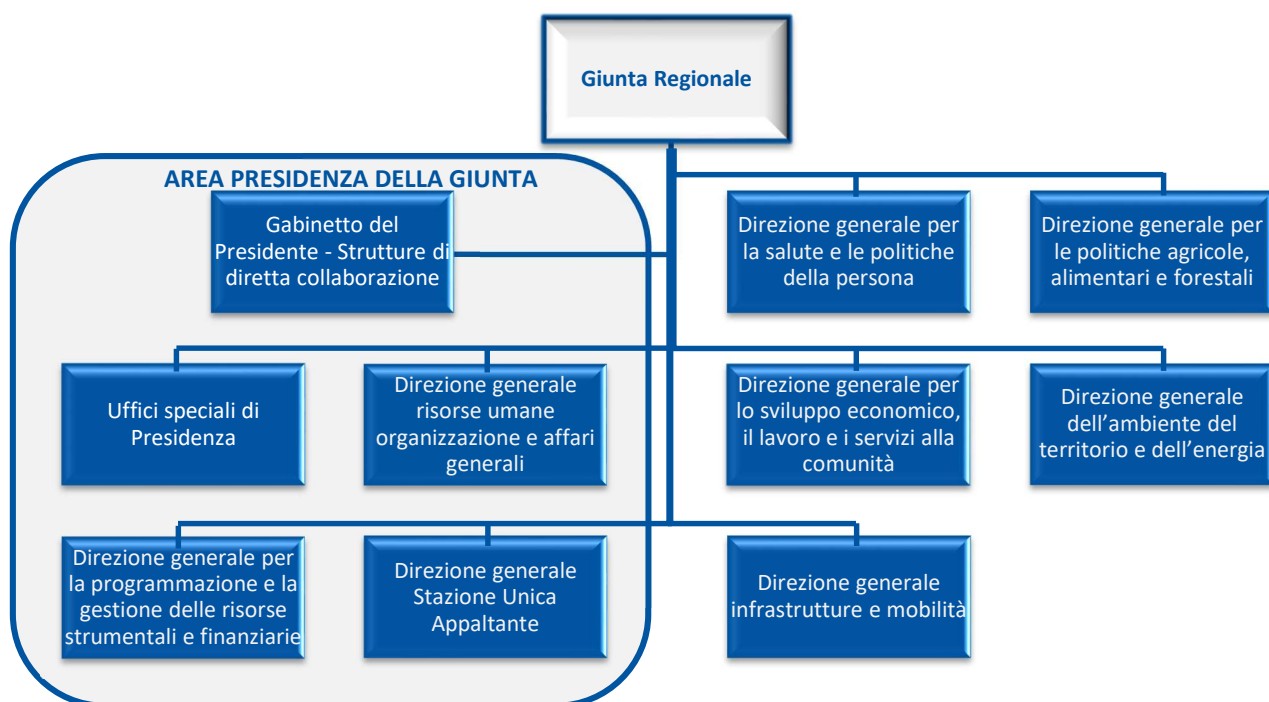 Giunta Regionale
AREA PRESIDENZA DELLA GIUNTA
Gabinetto del
Presidente - Strutture di
diretta collaborazione
Direzione generale per
la salute e le politiche
della persona
Direzione generale per
le politiche agricole,
alimentari e forestali
Uffici speciali di
Presidenza
Direzione generale
risorse umane
organizzazione e affari
generali
Direzione generale per
lo sviluppo economico,
il lavoro e i servizi alla
comunità
Direzione generale
dell’ambiente del
territorio e dell’energia
Direzione generale per
la programmazione e la
gestione delle risorse
strumentali e finanziarie
Direzione generale
Stazione Unica
Appaltante
Direzione generale
infrastrutture e mobilità